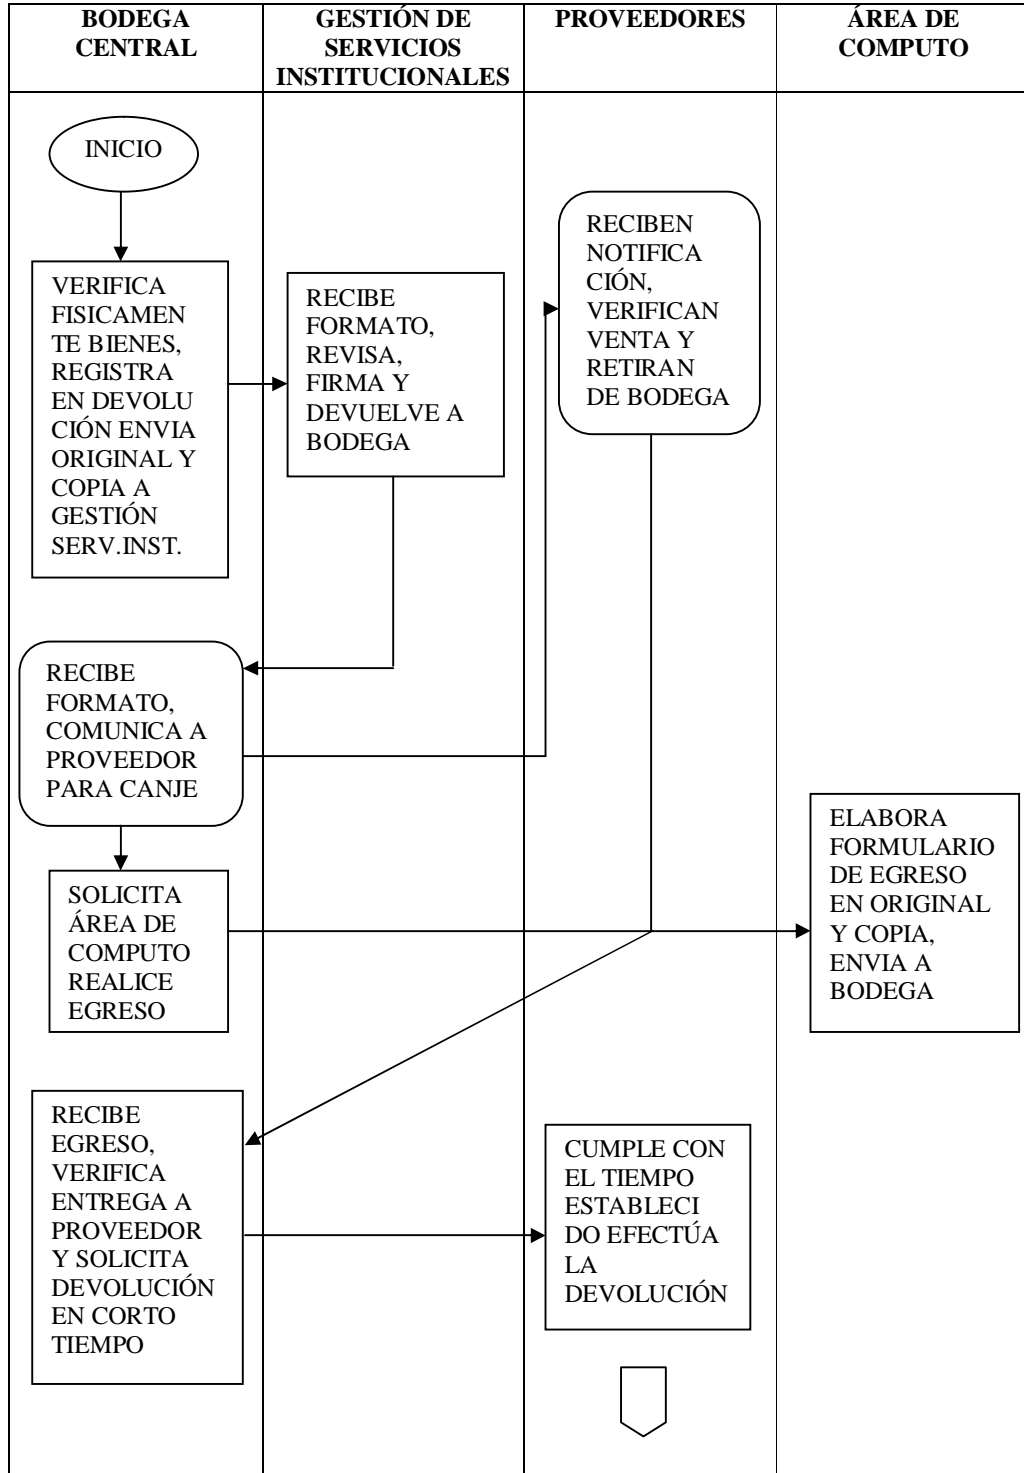 BODEGA
CENTRAL
GESTIÓN DE
SERVICIOS
INSTITUCIONALES
PROVEEDORES
ÁREA DE
COMPUTO
INICIO
VERIFICA
FISICAMEN
TE BIENES,
REGISTRA
EN DEVOLU
CIÓN ENVIA
ORIGINAL Y
COPIA A
GESTIÓN
SERV.INST.
RECIBE
FORMATO,
REVISA,
FIRMA Y
DEVUELVE A
BODEGA
RECIBEN
NOTIFICA
CIÓN,
VERIFICAN
VENTA Y
RETIRAN
DE BODEGA
RECIBE
FORMATO,
COMUNICA A
PROVEEDOR
PARA CANJE
SOLICITA
ÁREA DE
COMPUTO
REALICE
EGRESO
ELABORA
FORMULARIO
DE EGRESO
EN ORIGINAL
Y COPIA,
ENVIA A
BODEGA
RECIBE
EGRESO,
VERIFICA
ENTREGA A
PROVEEDOR
Y SOLICITA
DEVOLUCIÓN
EN CORTO
TIEMPO
CUMPLE CON
EL TIEMPO
ESTABLECI
DO EFECTÚA
LA
DEVOLUCIÓN